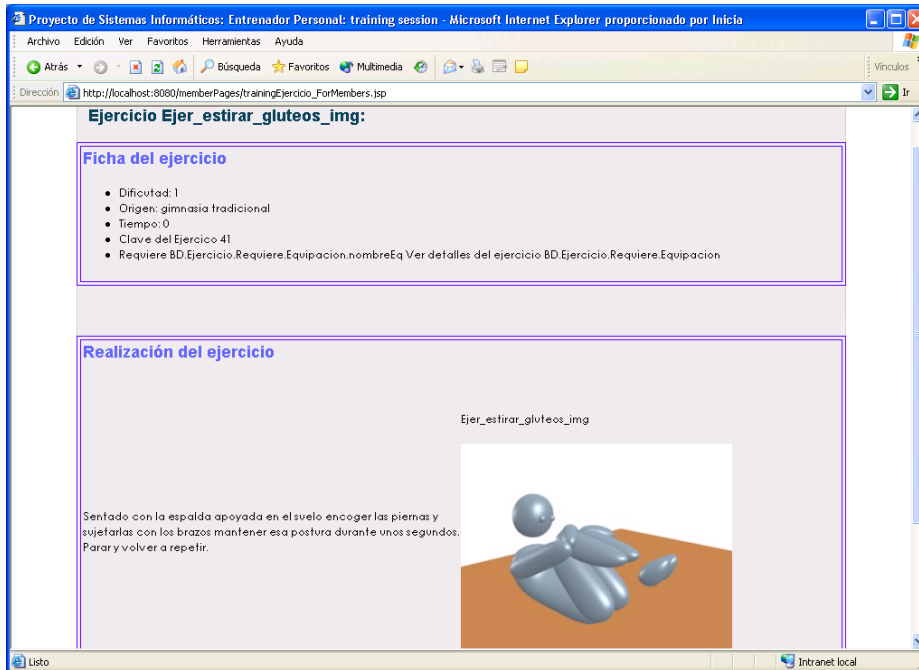 Proyecto de Sistemas Informáticos: Entrenador Personal: training session - Microsoft Internet Explorer proporcionado por Inicia
Archivo Edición Ver Favoritos Herramientas Ayuda
Atrás Búsqueda Favoritos Multimedia Vínculos »
Dirección http://localhost:8080/memberPages/trainingEjercicio_ForMembers.jsp Ir
Ejercicio Ejer_estirar_gluteos_img:
Ficha del ejercicio
• Dificutad: 1
• Origen: gimnasia tradicional
• Tiempo: 0
• Clave del Ejercico 41
• Requiere BD.Ejercicio.Requiere.Equipacion.nombreEq Ver detalles del ejercicio BD.Ejercicio.Requiere.Equipacion
Realización del ejercicio
Ejer_estirar_gluteos_img
Sentado con la espalda apoyada en el suelo encoger las piernas y
sujetarlas con los brazos mantener esa postura durante unos segundos.
Parar y volver a repetir.
Listo Intranet local